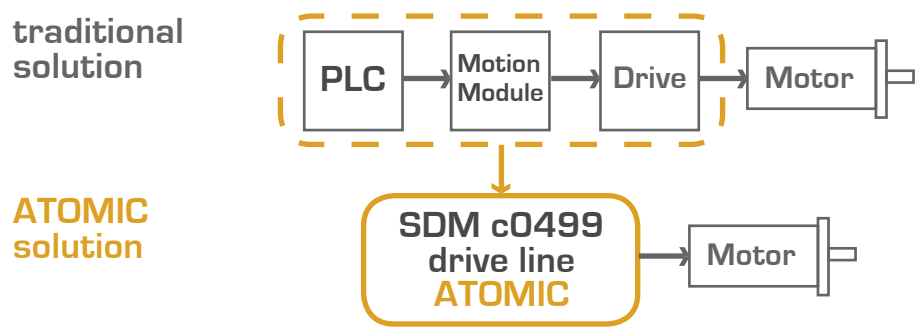 traditional
solution
PLC
Motion
Module
Drive
Motor
ATOMIC
solution
SDM c0499
drive line
ATOMIC
Motor